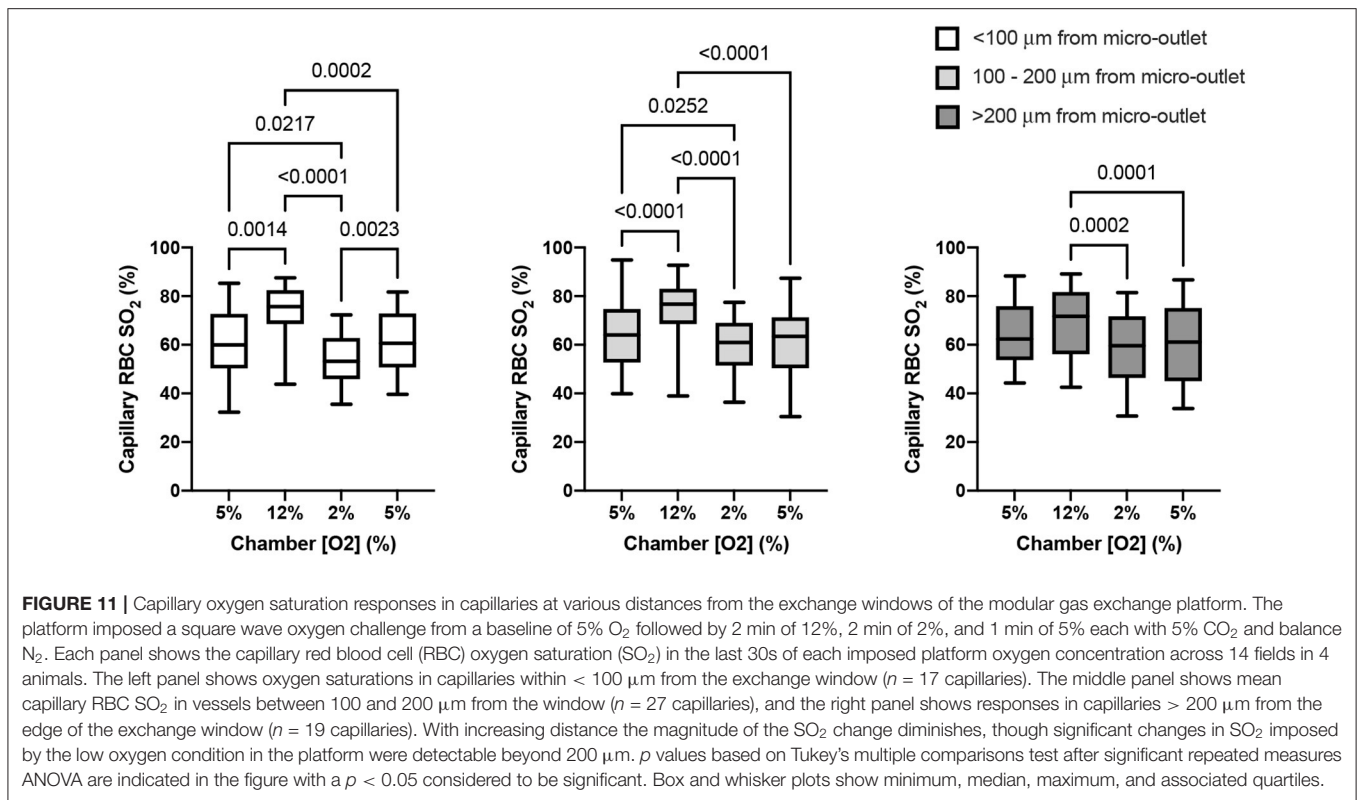 <100 μm from micro-outlet
100 - 200 μm from micro-outlet
>200 μm from micro-outlet
0.0002
0.0217
<0.0001
0.0014
0.0023
100
80
60
40
20
0
Capillary RBC SO2 (%)
5% 12% 2% 5%
Chamber [O2] (%)
<0.0001
0.0252
<0.0001
<0.0001
100
80
60
40
20
0
Capillary RBC SO2 (%)
5% 12% 2% 5%
Chamber [O2] (%)
0.0001
0.0002
100
80
60
40
20
0
Capillary RBC SO2 (%)
5% 12% 2% 5%
Chamber [O2] (%)
FIGURE 11 | Capillary oxygen saturation responses in capillaries at various distances from the exchange windows of the modular gas exchange platform. The
platform imposed a square wave oxygen challenge from a baseline of 5% O2 followed by 2 min of 12%, 2 min of 2%, and 1 min of 5% each with 5% CO2 and balance
N2. Each panel shows the capillary red blood cell (RBC) oxygen saturation (SO2) in the last 30s of each imposed platform oxygen concentration across 14 fields in 4
animals. The left panel shows oxygen saturations in capillaries within < 100 μm from the exchange window (n = 17 capillaries). The middle panel shows mean
capillary RBC SO2 in vessels between 100 and 200 μm from the window (n = 27 capillaries), and the right panel shows responses in capillaries > 200 μm from the
edge of the exchange window (n = 19 capillaries). With increasing distance the magnitude of the SO2 change diminishes, though significant changes in SO2 imposed
by the low oxygen condition in the platform were detectable beyond 200 μm. p values based on Tukey's multiple comparisons test after significant repeated measures
ANOVA are indicated in the figure with a p < 0.05 considered to be significant. Box and whisker plots show minimum, median, maximum, and associated quartiles.